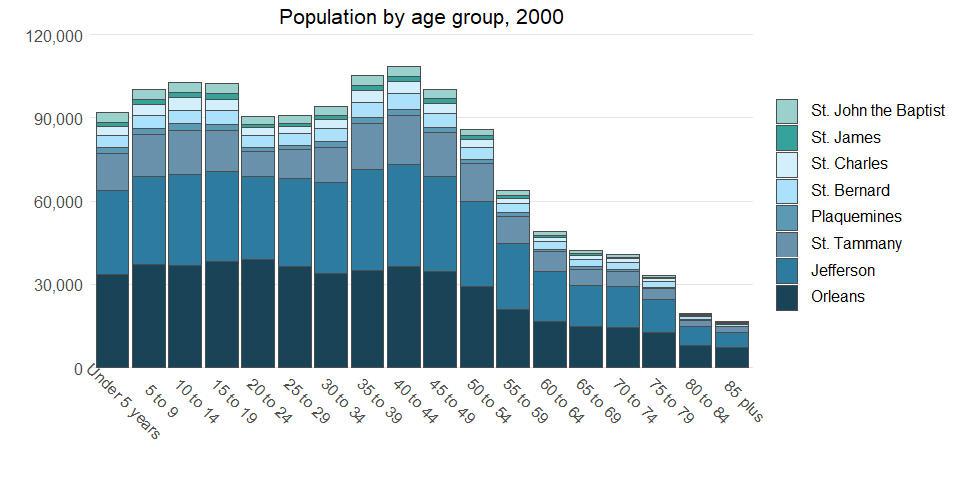 Population by age group, 2000
120,000
90,000
60,000
30,000
0
Under 5 years
5 to 9
10 to 14
15 to 19
20 to 24
25 to 29
30 to 34
35 to 39
40 to 44
45 to 49
50 to 54
55 to 59
60 to 64
65 to 69
70 to 74
75 to 79
80 to 84
85 plus
St. John the Baptist
St. James
St. Charles
St. Bernard
Plaquemines
St. Tammany
Jefferson
Orleans